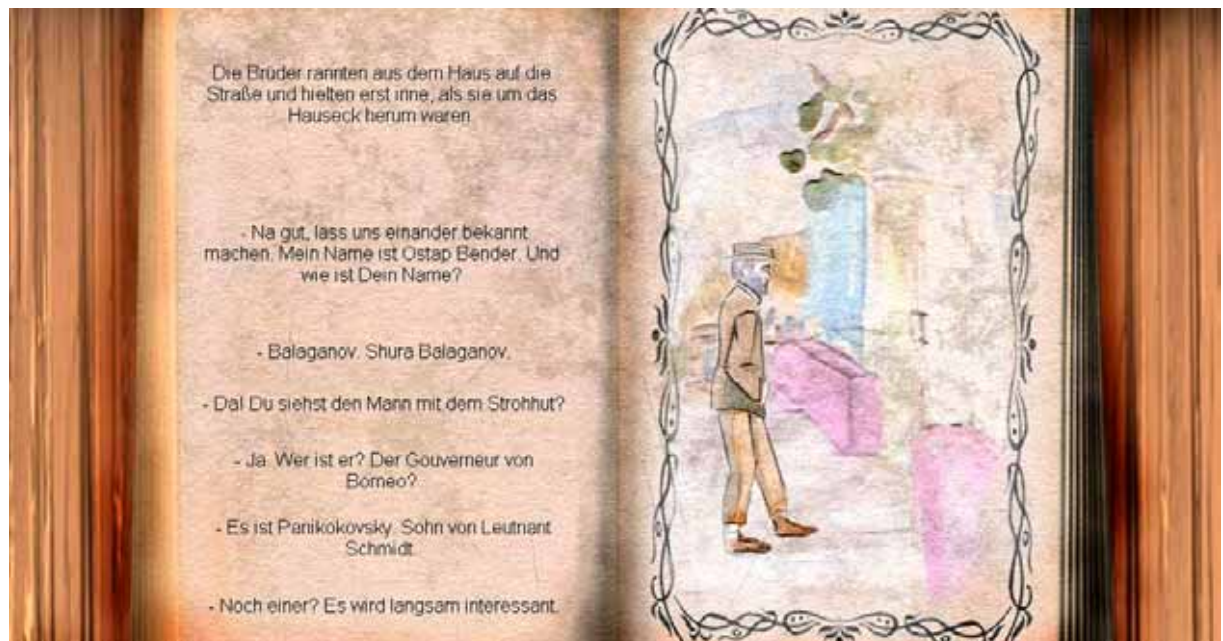 Die Brüder rannten aus dem Haus auf die
Straße und hielten erst inne, als sie um das
Hauseck herum waren.
- Na gut, lass uns einander bekannt
machen. Mein Name ist Ostap Bender. Und
wie ist Dein Name?
- Balaganov. Shura Balaganov.
- Da! Du siehst den Mann mit dem Strohhut?
- Ja. Wer ist er? Der Gouverneur von
Borneo?
- Es ist Panikokovsky. Sohn von Leutnant
Schmidt.
- Noch einer? Es wird langsam interessant.